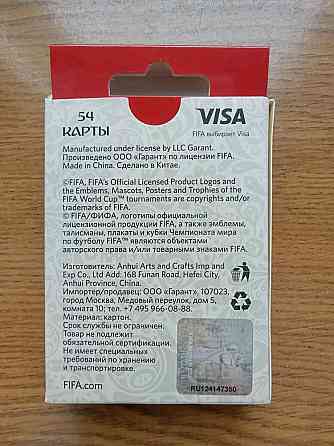 54
КАРТЫ
VISA
FIFA выбирает Visa
Manufactured under license by LLC Garant.
Произведено ООО «Гарант» по лицензии FIFA.
Made in China. Сделано в Китае.
©FIFA, FIFA's Official Licensed Product Logos and
the Emblems, Mascots, Posters and Trophies of the
FIFA World Cup™ tournaments are copyrights and/or
trademarks of FIFA.
© FIFA/ФИФА, логотипы официальной
лицензионной продукции FIFA, а также эмблемы,
талисманы, плакаты и кубки Чемпионата мира
по футболу FIFA™ являются объектами
авторского права и/или товарными знаками FIFA.
Изготовитель: Anhui Arts and Crafts Imp and
Exp Co., Ltd Add:168 Funan Road, Hefei City,
Anhui Province, China.
Импортер/продавец: ООО «Гарант», 107023,
город Москва, Медовый переулок, дом 5,
комната 10; тел. +7 495 966-08-88.
Материал: картон.
Срок службы не ограничен.
Товар не подлежит
обязательной сертификации.
Не имеет специальных
требований по хранению
и транспортировке.
FIFA.com
RU124147350